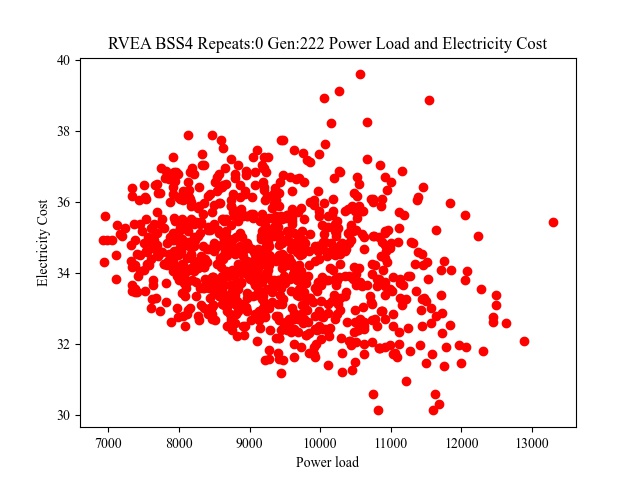 RVEA BSS4 Repeats:0 Gen:222 Power Load and Electricity Cost
40
38
36
34
32
30
Electricity Cost
7000 8000 9000 10000 11000 12000 13000
Power load